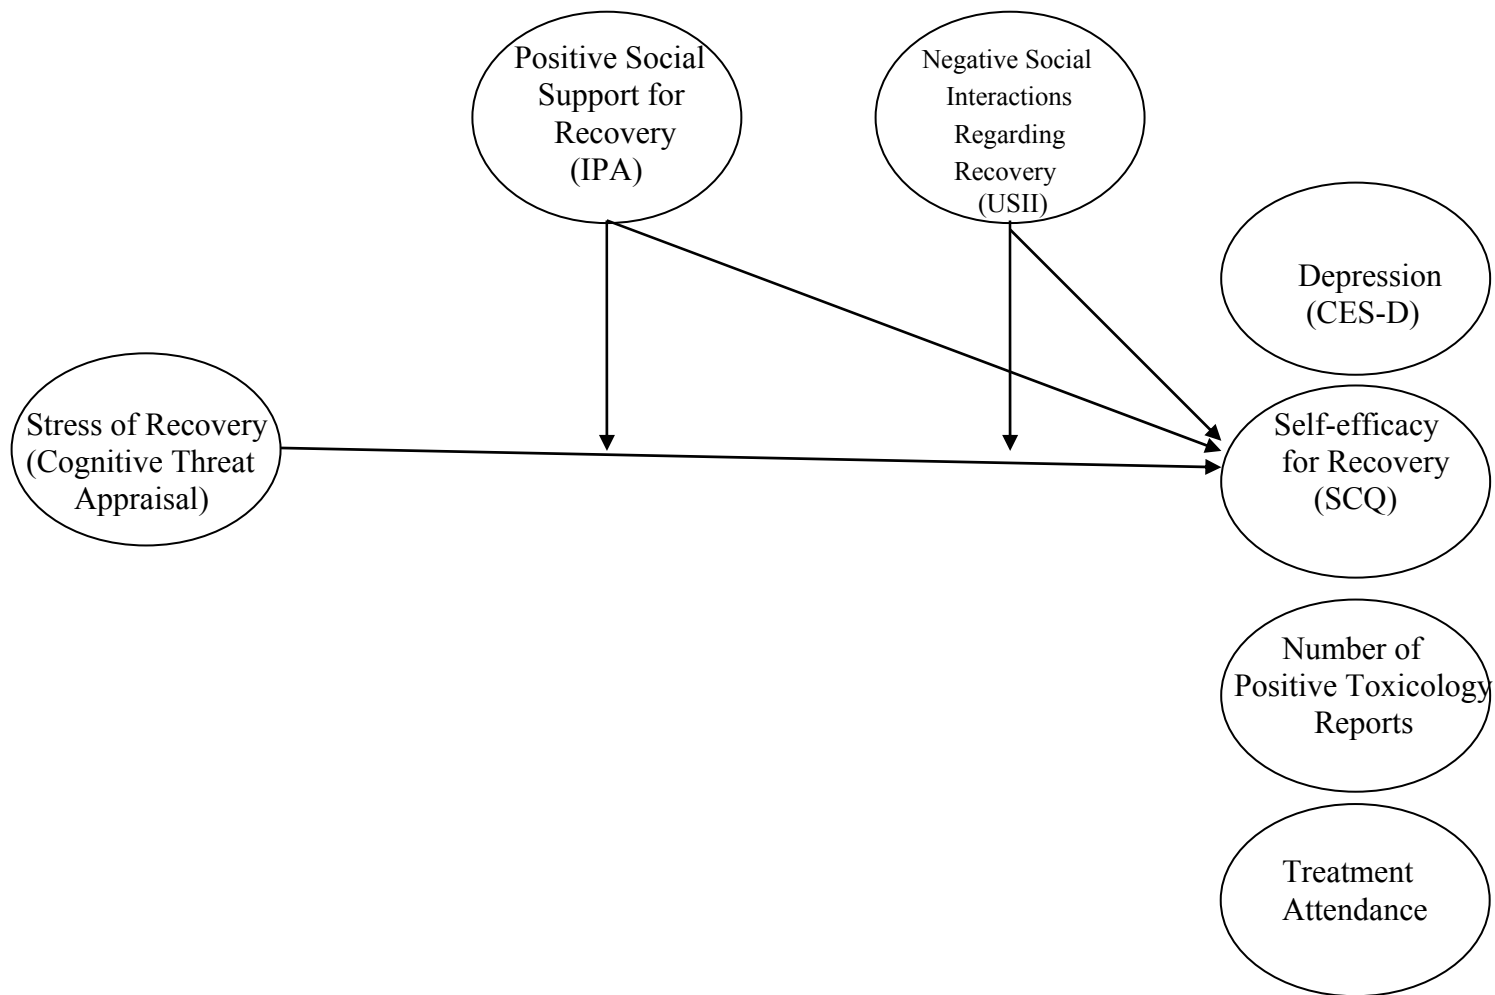 Positive Social
Support for
Recovery
(IPA)
Negative Social
Interactions
Regarding
Recovery
(USII)
Depression
(CES-D)
Stress of Recovery
(Cognitive Threat
Appraisal)
Self-efficacy
for Recovery
(SCQ)
Number of
Positive Toxicology
Reports
Treatment
Attendance